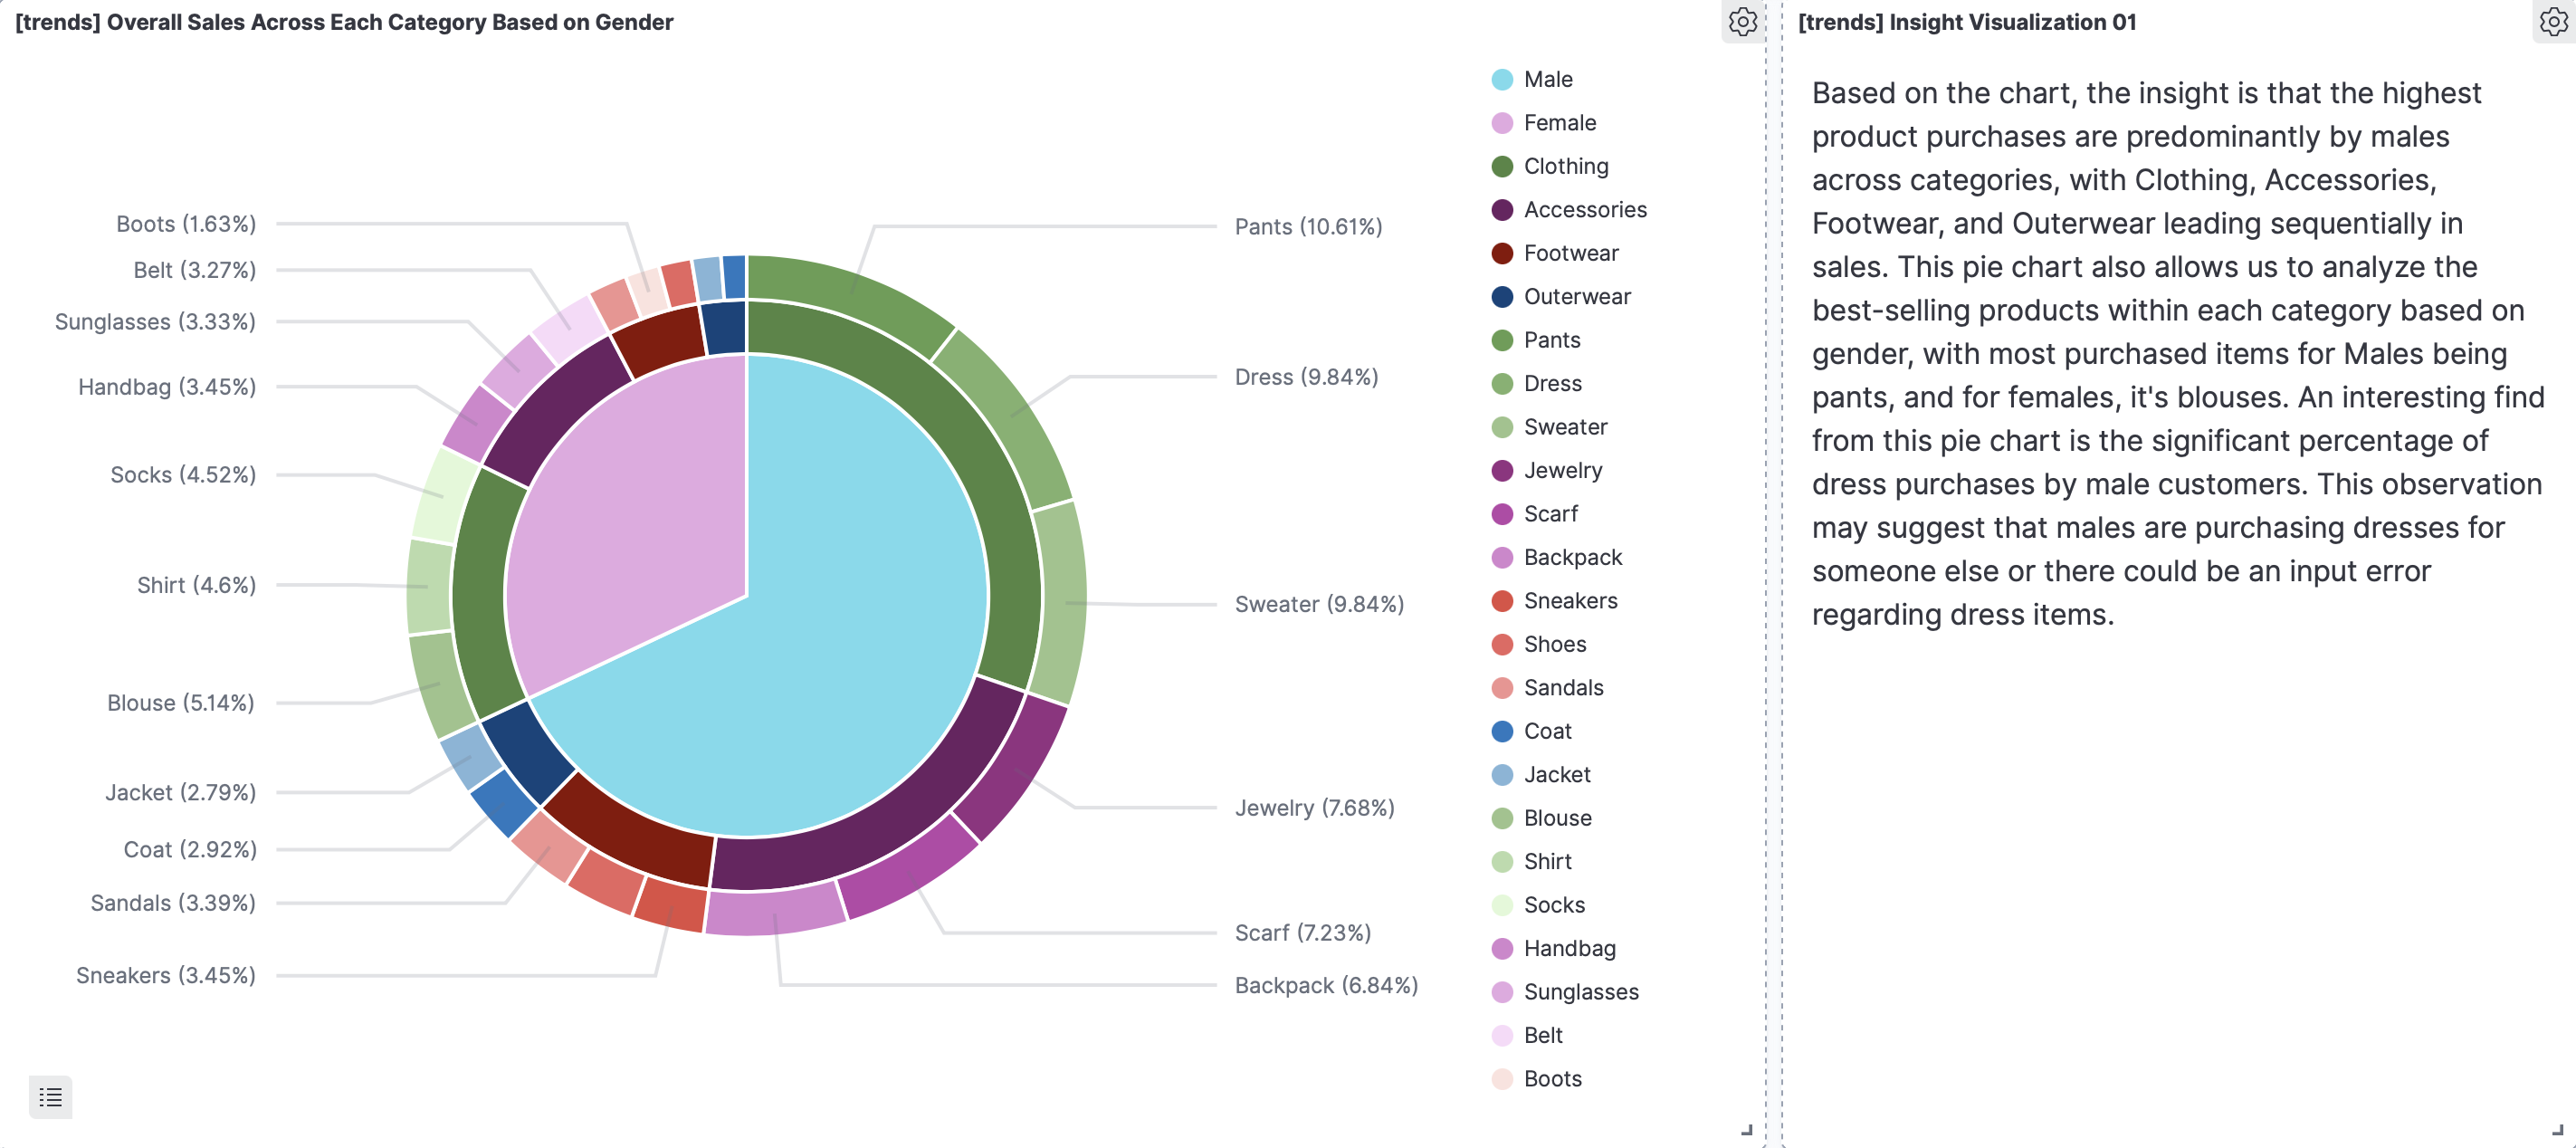 [trends] Overall Sales Across Each Category Based on Gender
Boots (1.63%)
Belt (3.27%)
Sunglasses (3.33%)
Handbag (3.45%)
Socks (4.52%)
Shirt (4.6%)
Blouse (5.14%)
Jacket (2.79%)
Coat (2.92%)
Sandals (3.39%)
Sneakers (3.45%)
Pants (10.61%)
Dress (9.84%)
Sweater (9.84%)
Jewelry (7.68%)
Scarf (7.23%)
Backpack (6.84%)
Male
Female
Clothing
Accessories
Footwear
Outerwear
Pants
Dress
Sweater
Jewelry
Scarf
Backpack
Sneakers
Shoes
Sandals
Coat
Jacket
Blouse
Shirt
Socks
Handbag
Sunglasses
Belt
Boots
[trends] Insight Visualization 01
Based on the chart, the insight is that the highest
product purchases are predominantly by males
across categories, with Clothing, Accessories,
Footwear, and Outerwear leading sequentially in
sales. This pie chart also allows us to analyze the
best-selling products within each category based on
gender, with most purchased items for Males being
pants, and for females, it's blouses. An interesting find
from this pie chart is the significant percentage of
dress purchases by male customers. This observation
may suggest that males are purchasing dresses for
someone else or there could be an input error
regarding dress items.